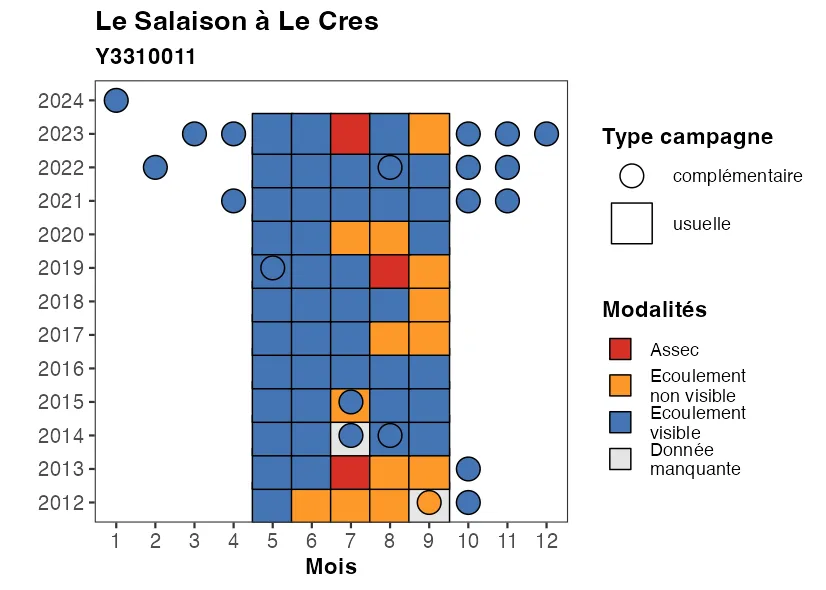 Le Salaison à Le Cres
Y3310011
2024
2023
2022
2021
2020
2019
2018
2017
2016
2015
2014
2013
2012
1 2 3 4 5 6 7 8 9 10 11 12
Mois
Type campagne
complémentaire
usuelle
Modalités
Assec
Ecoulement
non visible
Ecoulement
visible
Donnée
manquante